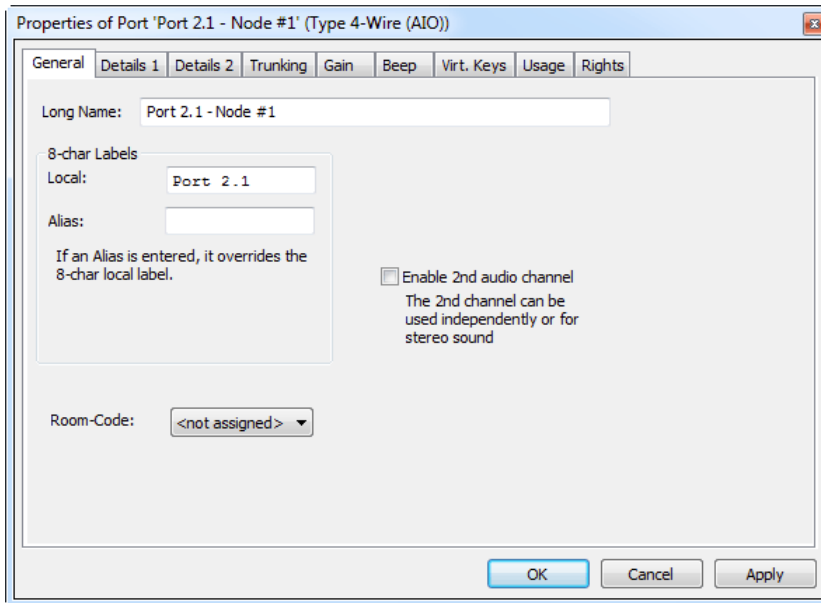 Properties of Port 'Port 2.1 - Node #1' (Type 4-Wire (AIO))
General Details 1 Details 2 Trunking Gain Beep Virt. Keys Usage Rights
Long Name: Port 2.1 - Node #1
8-char Labels
Local: Port 2.1
Alias:
If an Alias is entered, it overrides the
8-char local label.
Enable 2nd audio channel
The 2nd channel can be
used independently or for
stereo sound
Room-Code: <not assigned>
OK Cancel Apply